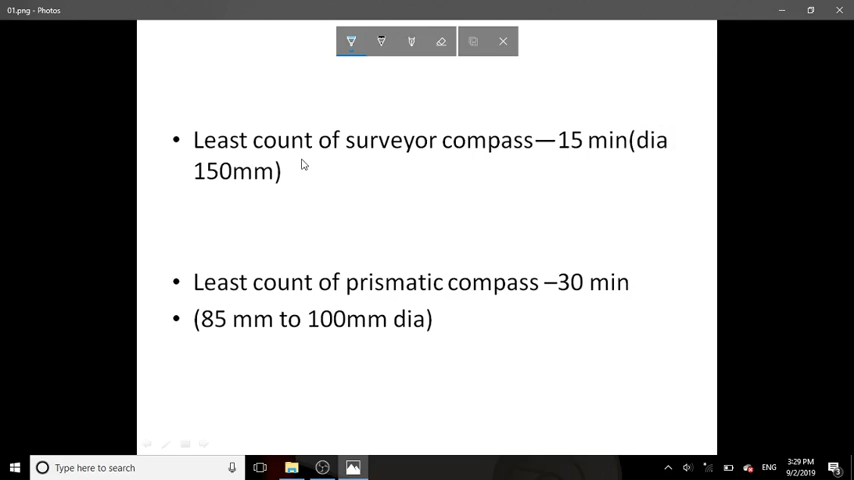 01.png - Photos
• Least count of surveyor compass—15 min(dia
150mm)
• Least count of prismatic compass –30 min
• (85 mm to 100mm dia)
Type here to search
ENG
3:29 PM
9/2/2019
3